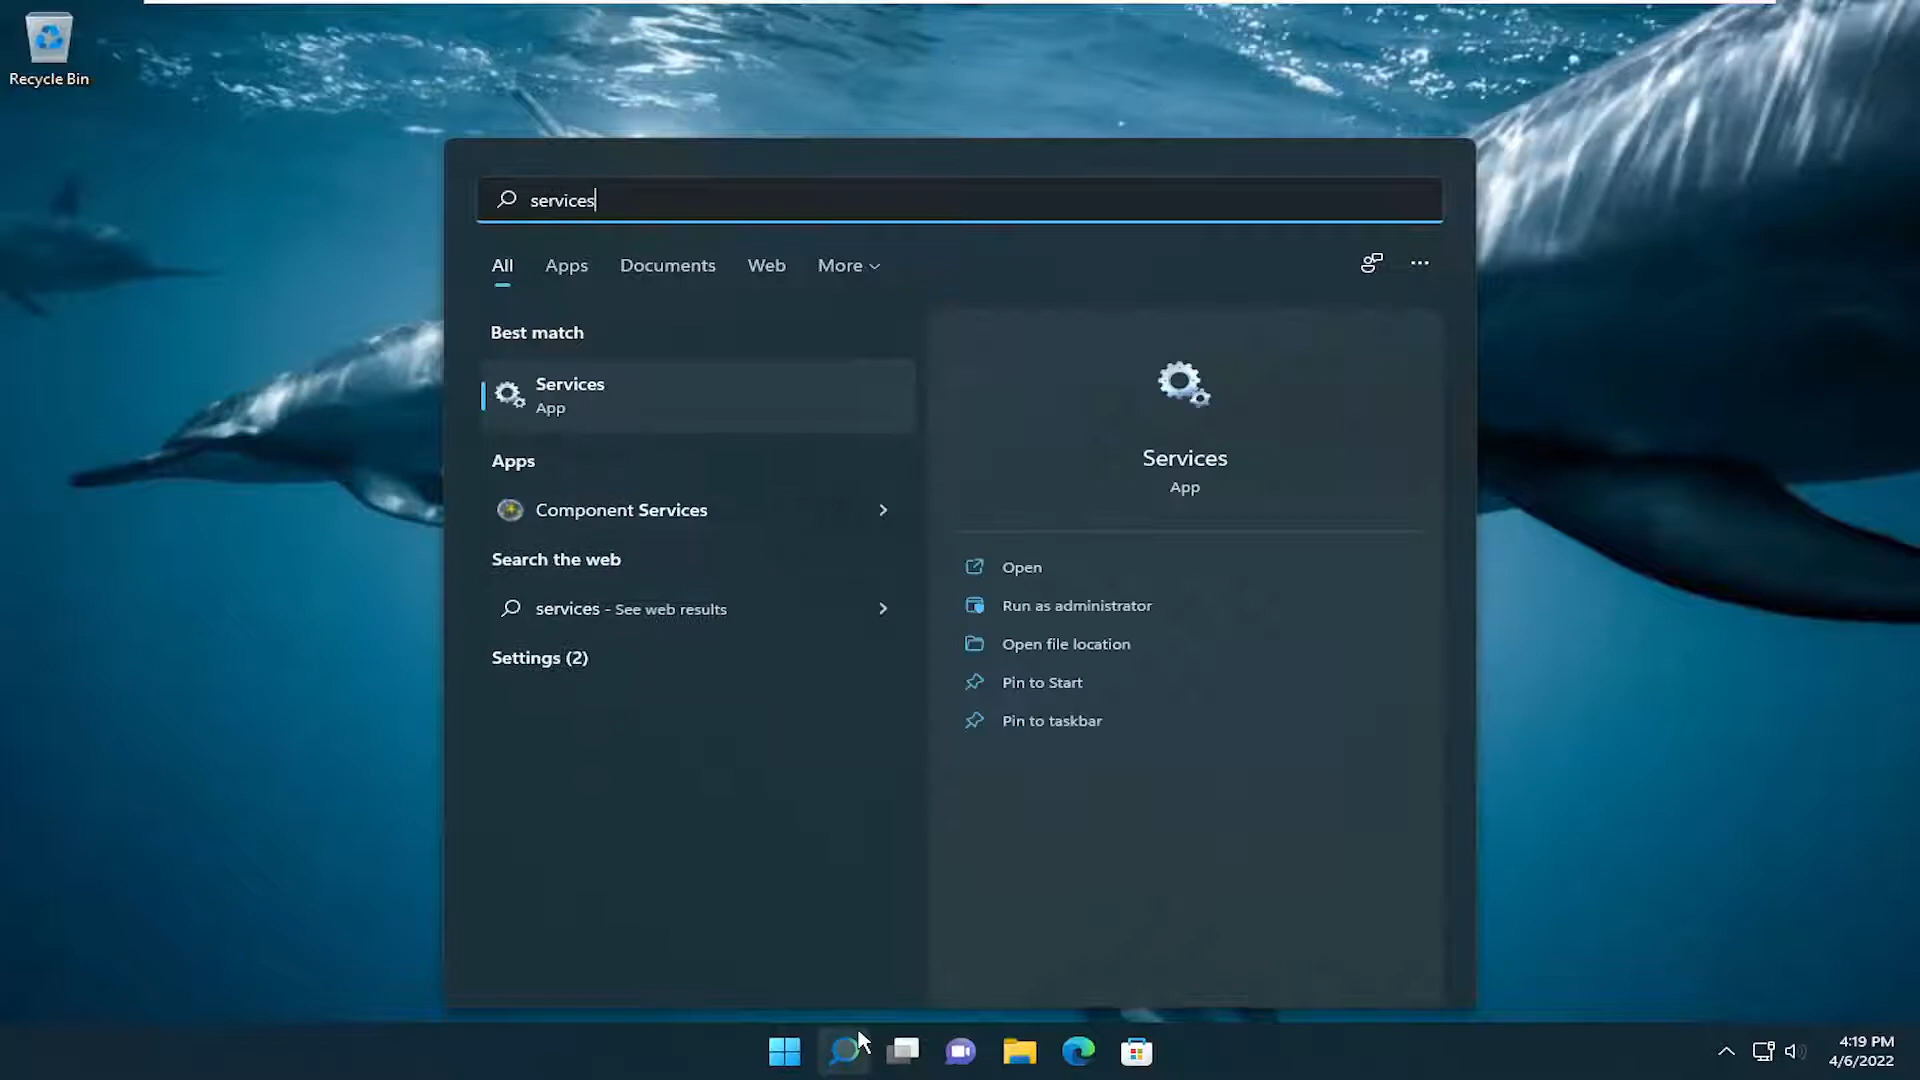 Recycle Bin
services
All Apps Documents Web More
Best match
Services
App
Apps
Component Services
Search the web
services - See web results
Settings (2)
Services
App
Open
Run as administrator
Open file location
Pin to Start
Pin to taskbar
4:19 PM
4/6/2022